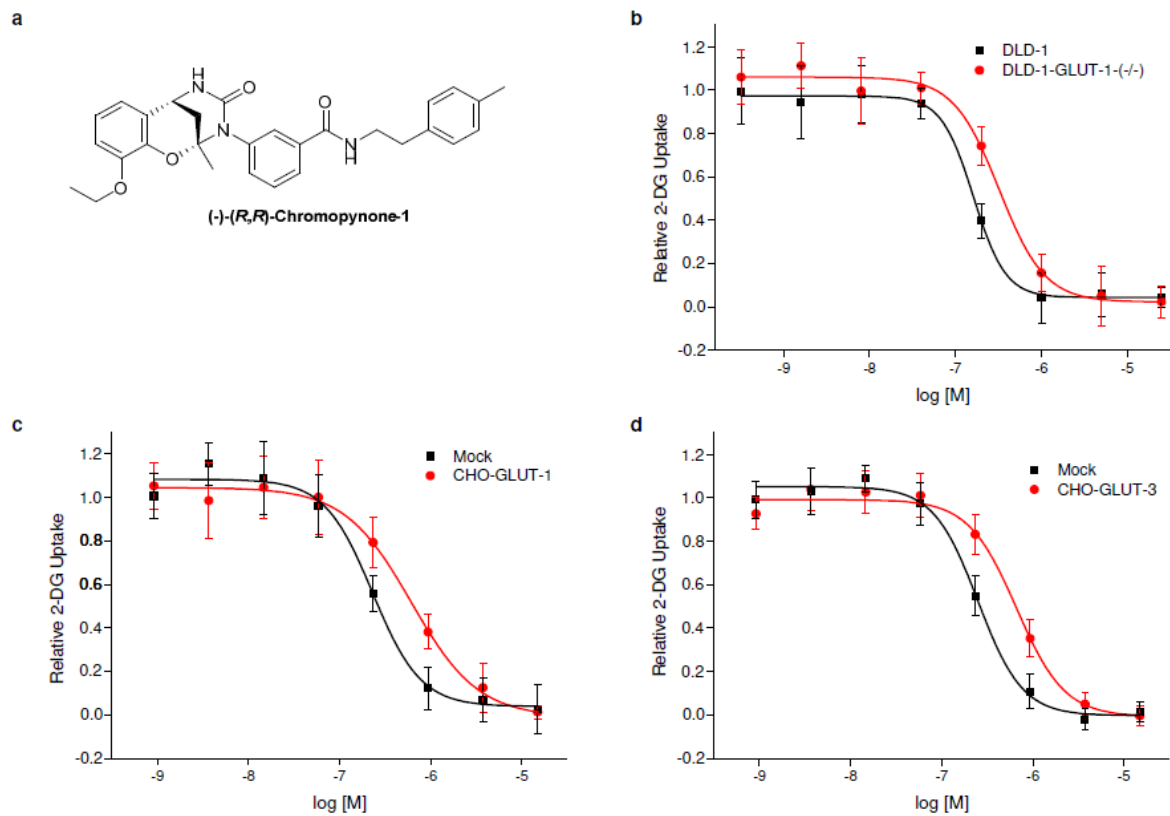 a
H
N
O
N
O
O
O
N
H
(-)-(R,R)-Chromopynone-1
b
DLD-1
DLD-1-GLUT-1-(-/-)
Relative 2-DG Uptake
1.2
1.0
0.8
0.6
0.4
0.2
0.0
-0.2
-9 -8 -7 -6 -5
log [M]
c
Mock
CHO-GLUT-1
Relative 2-DG Uptake
1.2
1.0
0.8
0.6
0.4
0.2
0.0
-0.2
-9 -8 -7 -6 -5
log [M]
d
Mock
CHO-GLUT-3
Relative 2-DG Uptake
1.2
1.0
0.8
0.6
0.4
0.2
0.0
-0.2
-9 -8 -7 -6 -5
log [M]